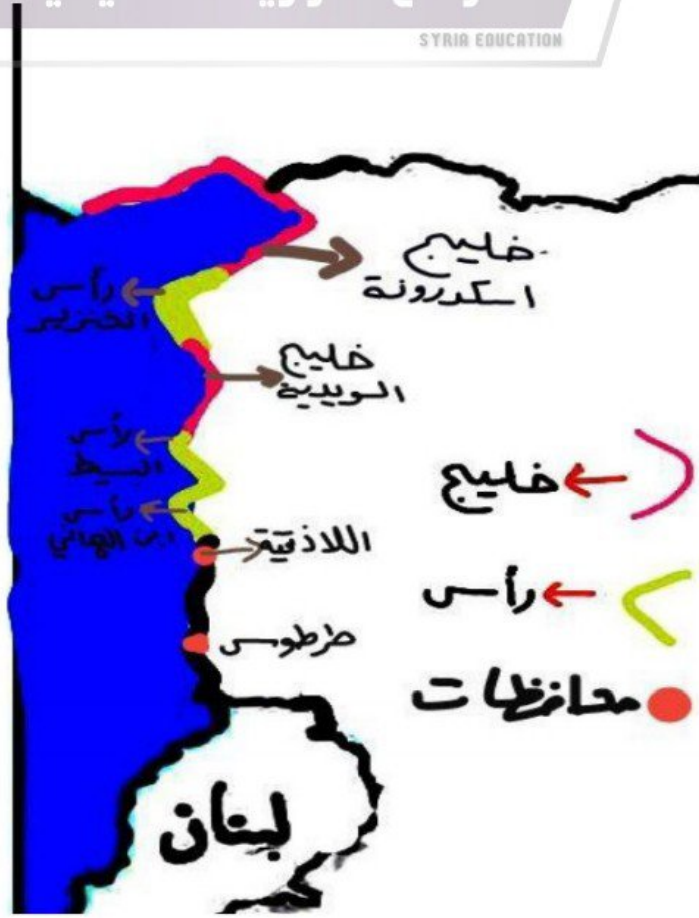 SYRIA EDUCATION
خليج
اسكدرونة
رأس
الخنزير
خليج
السويدية
رأس
البسيط
رأس
ابن الهاني
اللاذقية
طرطوس
لبنان
خليج
رأس
محافظات